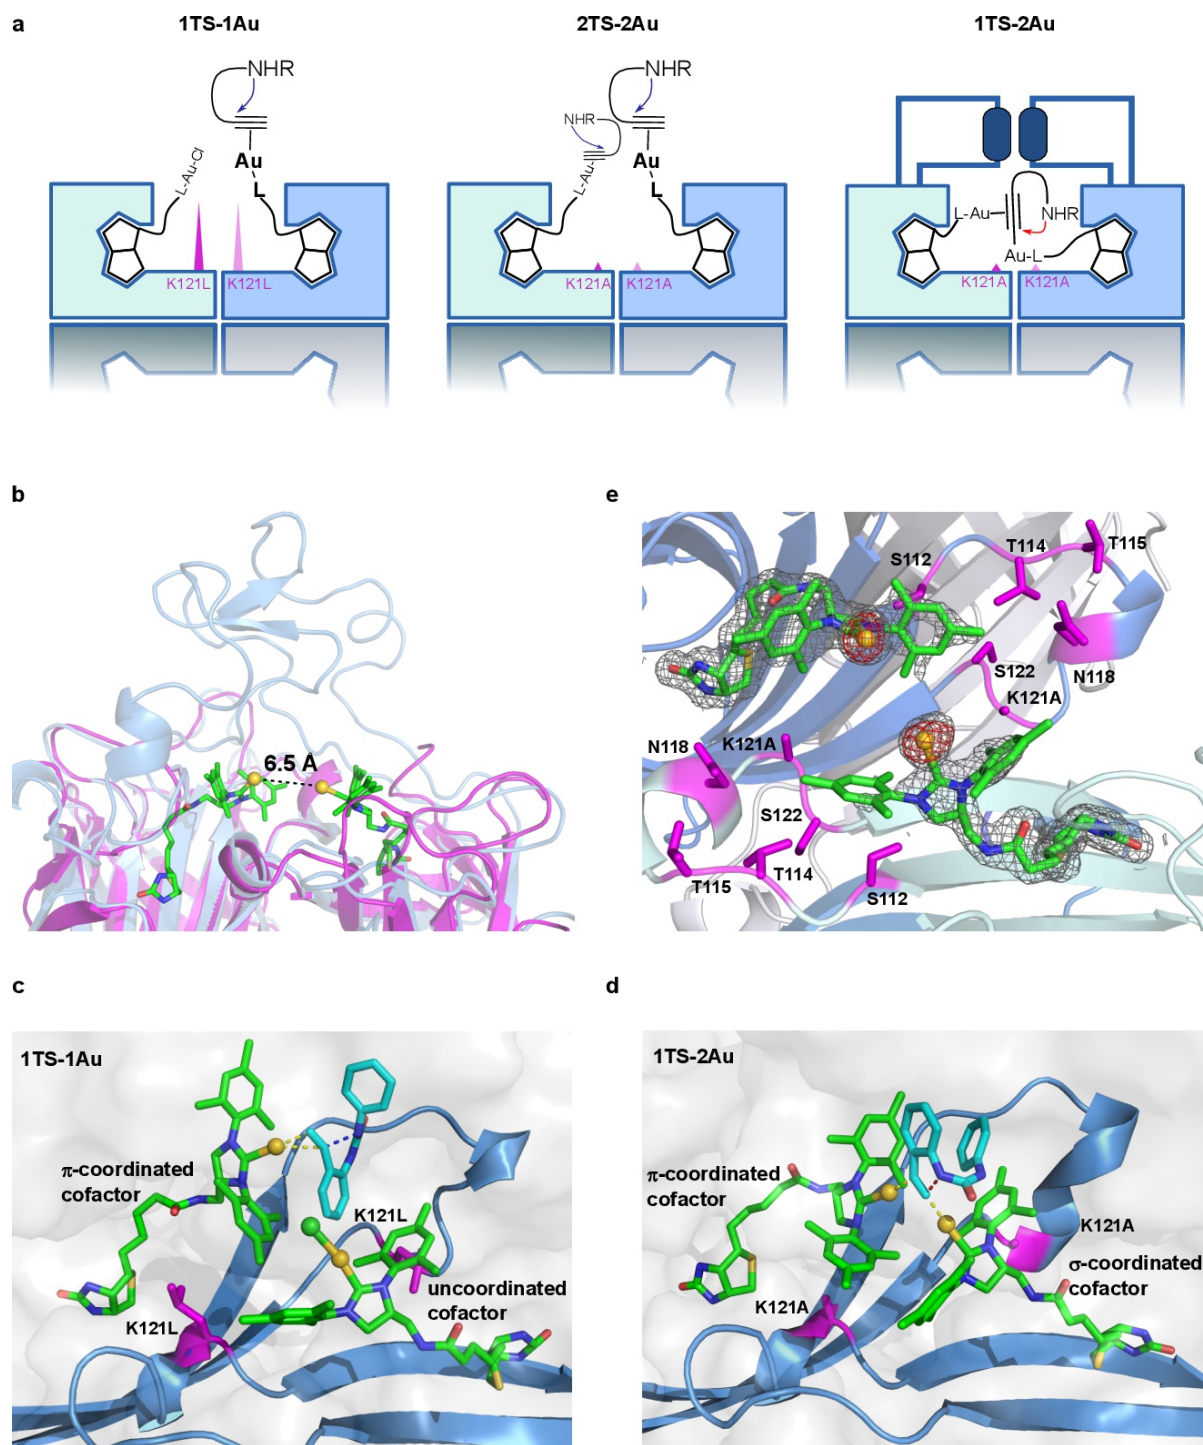 a
1TS-1Au
2TS-2Au
1TS-2Au
NHR
Au
L
L-Au-Cl
K121L
K121L
NHR
NHR
Au
L
L-Au-
K121A
K121A
L-Au
NHR
Au-L
K121A
K121A
b
6.5 Å
e
S112
T114
T115
N118
S122
K121A
N118
K121A
S122
T115
T114
S112
c
1TS-1Au
π-coordinated
cofactor
K121L
K121L
uncoordinated
cofactor
d
1TS-2Au
π-coordinated
cofactor
K121A
K121A
σ-coordinated
cofactor